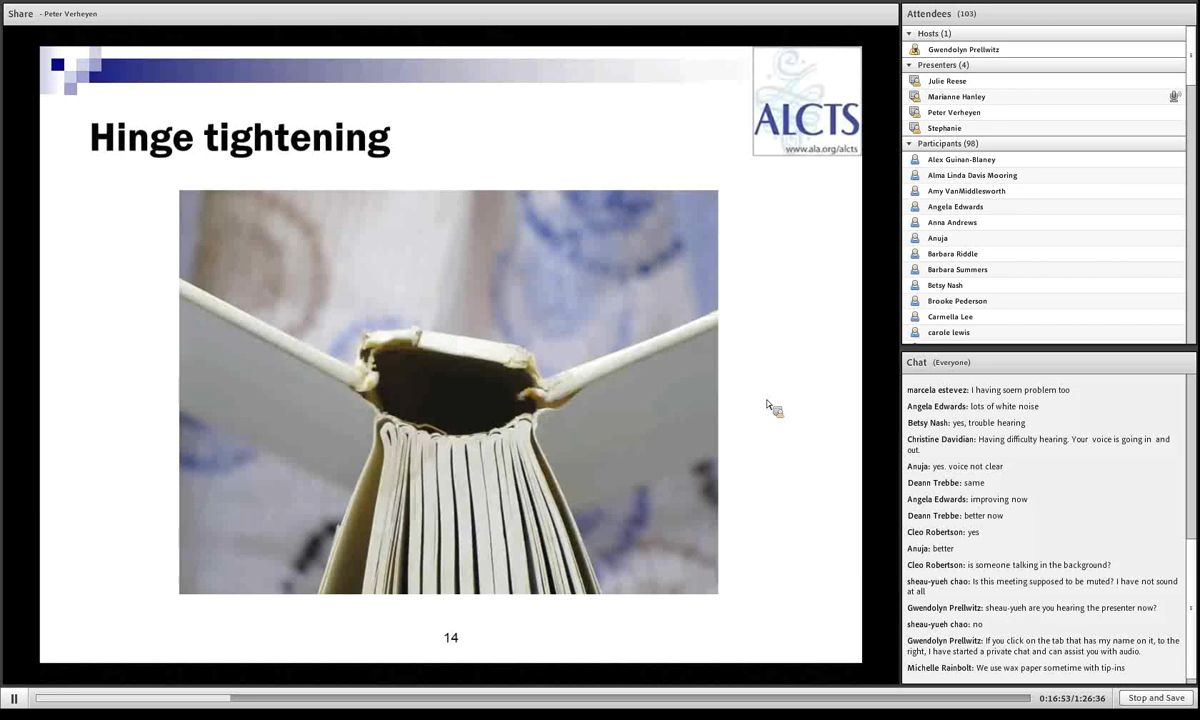 Share - Peter Verheyen
Hinge tightening
ALCTS
www.ala.org/alcts
14
0:16:53/1:26:36
Stop and Save
Attendees (103)
Hosts (1)
Gwendolyn Prellwitz
Presenters (4)
Julie Reese
Marianne Hanley
Peter Verheyen
Stephanie
Participants (98)
Alex Guinan-Blaney
Alma Linda Davis Mooring
Amy VanMiddlesworth
Angela Edwards
Anna Andrews
Anuja
Barbara Riddle
Barbara Summers
Betsy Nash
Brooke Pederson
Carmella Lee
carole lewis
Chat (Everyone)
marcela estevez: I having soem problem too
Angela Edwards: lots of white noise
Betsy Nash: yes, trouble hearing
Christine Davidian: Having difficulty hearing. Your voice is going in and
out.
Anuja: yes. voice not clear
Deann Trebbe: same
Angela Edwards: improving now
Deann Trebbe: better now
Cleo Robertson: yes
Anuja: better
Cleo Robertson: is someone talking in the background?
sheau-yueh chao: Is this meeting supposed to be muted? I have not sound
at all
Gwendolyn Prellwitz: sheau-yueh are you hearing the presenter now?
sheau-yueh chao: no
Gwendolyn Prellwitz: If you click on the tab that has my name on it, to the
right, I have started a private chat and can assist you with audio.
Michelle Rainbolt: We use wax paper sometime with tip-ins